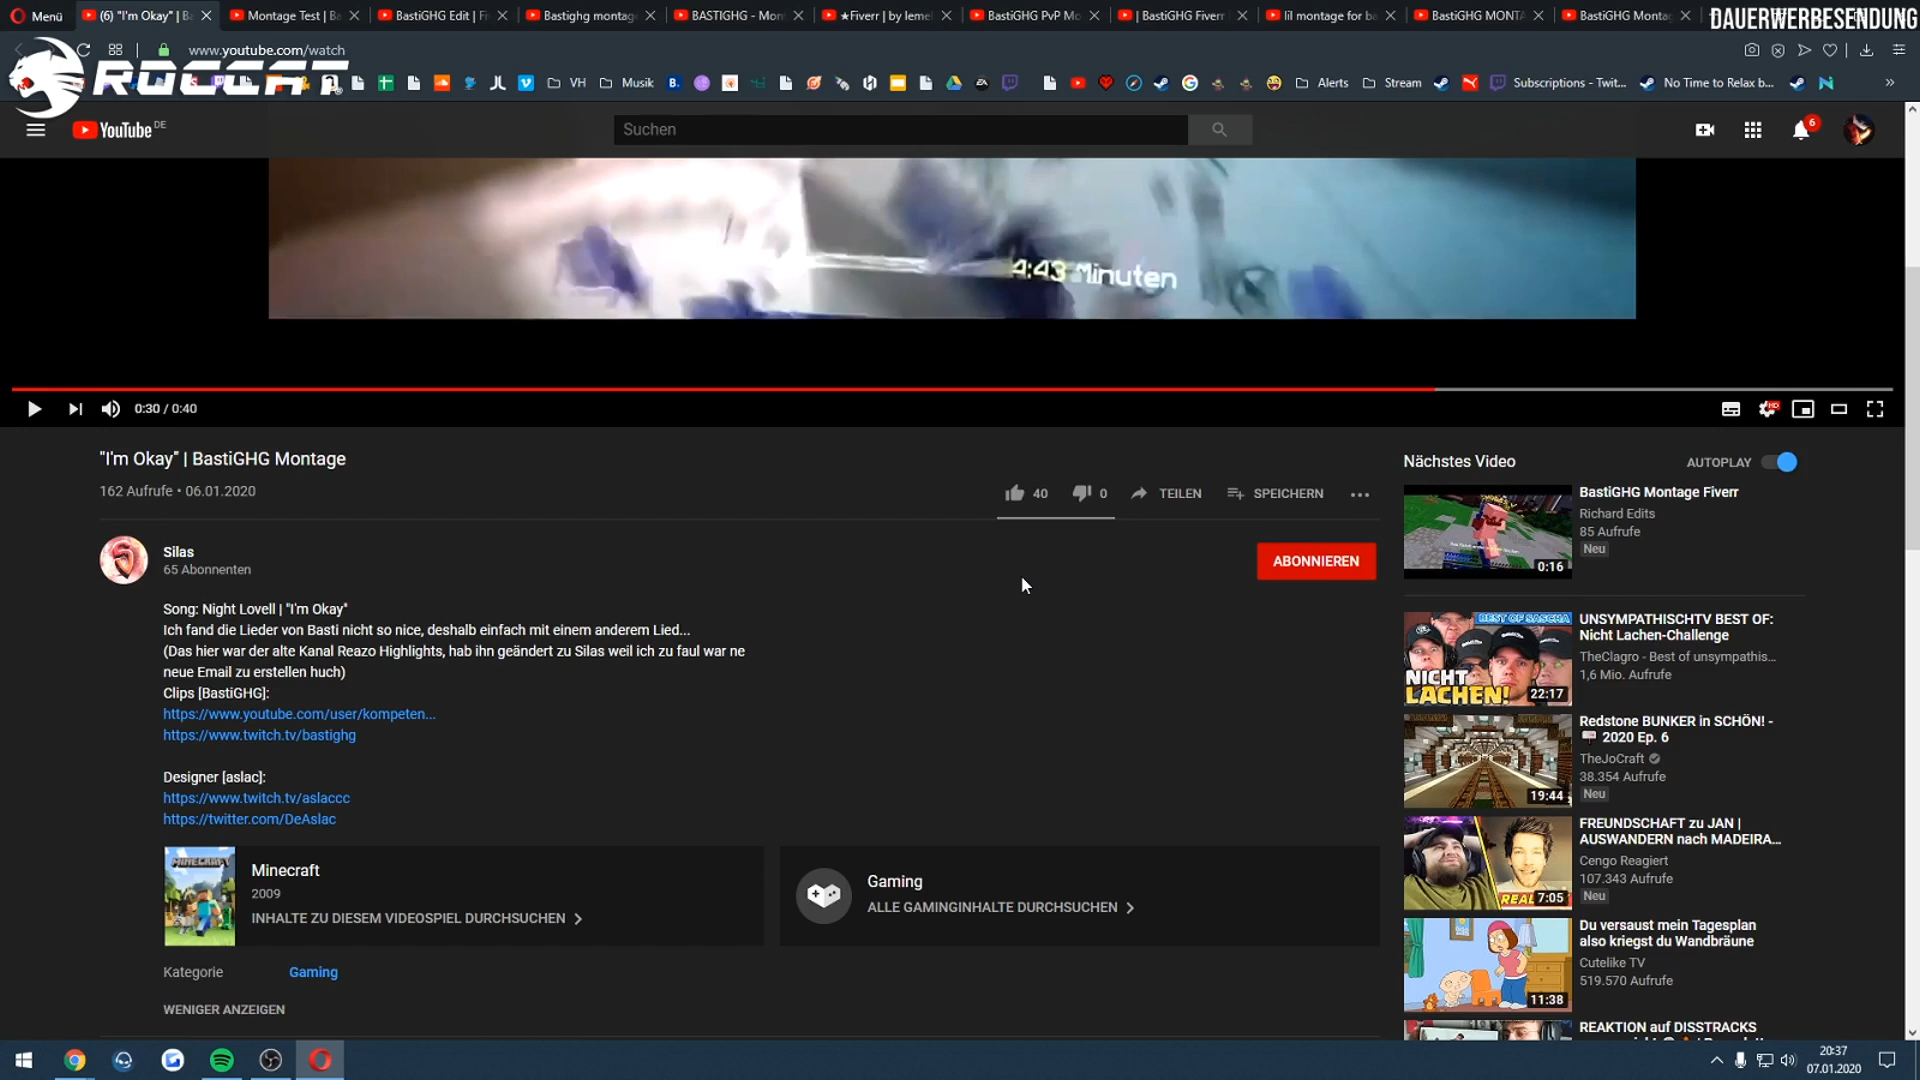 Menü
(6) "I'm Okay" | Ba
Montage Test | Ba
BastiGHG Edit | Fi
Bastighg montage
BASTIGHG - Mon
★Fiverr | by leme
BastiGHG PvP Mo
| BastiGHG Fiverr
lil montage for ba
BastiGHG MONTA
BastiGHG Montag
DAUERWERBESENDUNG
www.youtube.com/watch
ROCCAT
VH
Musik
Alerts
Stream
Subscriptions - Twit...
No Time to Relax b...
YouTube DE
Suchen
6
4:43 Minuten
0:30 / 0:40
HD
"I'm Okay" | BastiGHG Montage
162 Aufrufe • 06.01.2020
40
0
TEILEN
SPEICHERN
Silas
65 Abonnenten
ABONNIEREN
Song: Night Lovell | "I'm Okay"
Ich fand die Lieder von Basti nicht so nice, deshalb einfach mit einem anderem Lied...
(Das hier war der alte Kanal Reazo Highlights, hab ihn geändert zu Silas weil ich zu faul war ne
neue Email zu erstellen huch)
Clips [BastiGHG]:
https://www.youtube.com/user/kompeten...
https://www.twitch.tv/bastighg
Designer [aslac]:
https://www.twitch.tv/aslaccc
https://twitter.com/DeAslac
MINECRAFT
Minecraft
2009
INHALTE ZU DIESEM VIDEOSPIEL DURCHSUCHEN
Gaming
ALLE GAMINGINHALTE DURCHSUCHEN
Kategorie
Gaming
WENIGER ANZEIGEN
Nächstes Video
AUTOPLAY
BastiGHG Montage Fiverr
Richard Edits
85 Aufrufe
Neu
0:16
BEST OF SASCHA
NICHT
LACHEN!
22:17
UNSYMPATHISCHTV BEST OF:
Nicht Lachen-Challenge
TheClagro - Best of unsympathis...
1,6 Mio. Aufrufe
19:44
Redstone BUNKER in SCHÖN! -
2020 Ep. 6
TheJoCraft
38.354 Aufrufe
Neu
REAL
7:05
FREUNDSCHAFT zu JAN |
AUSWANDERN nach MADEIRA...
Cengo Reagiert
107.343 Aufrufe
Neu
11:38
Du versaust mein Tagesplan
also kriegst du Wandbräune
Cutelike TV
519.570 Aufrufe
REAKTION auf DISSTRACKS
20:37
07.01.2020